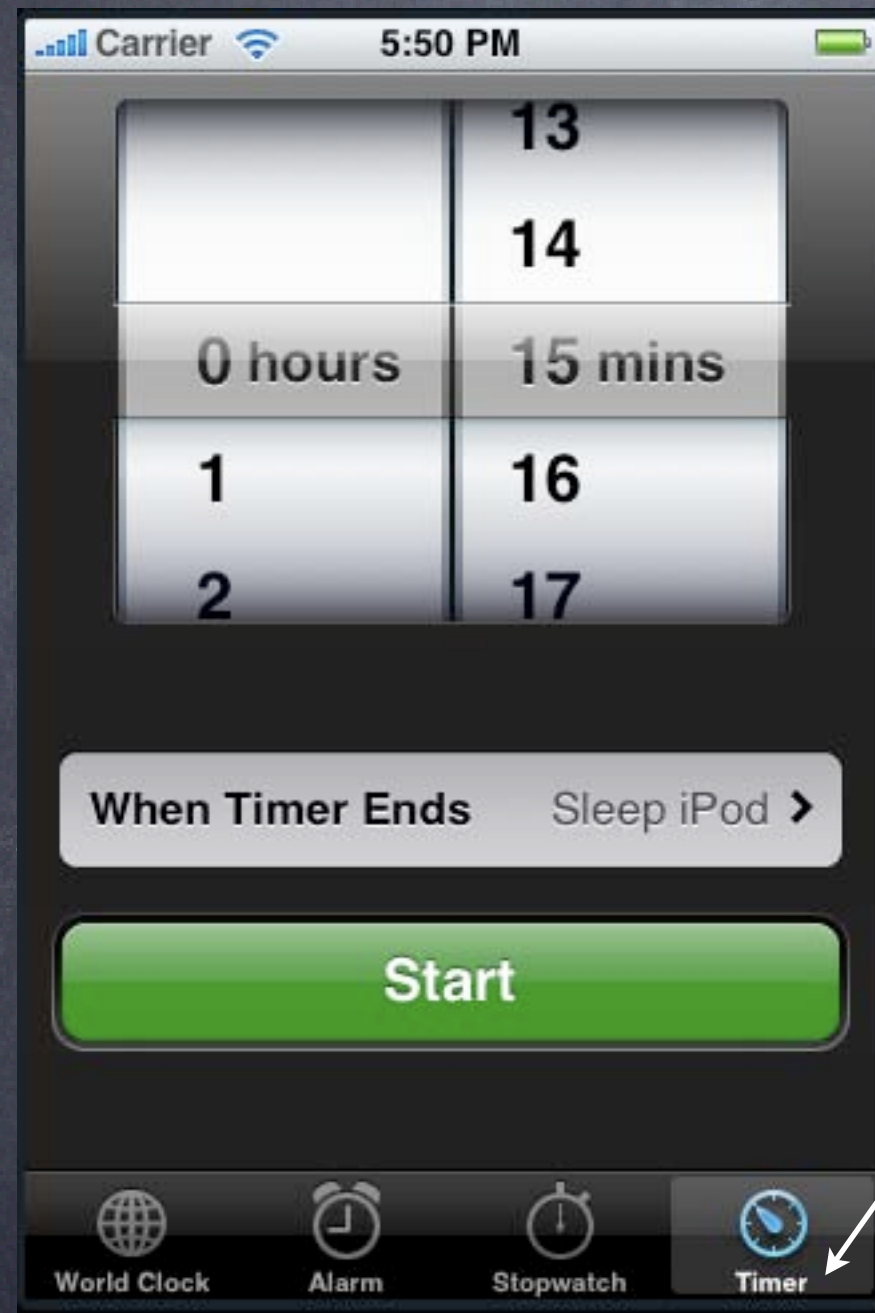 Carrier 5:50 PM
13
14
0 hours 15 mins
1 16
2 17
When Timer Ends Sleep iPod
Start
World Clock Alarm Stopwatch Timer